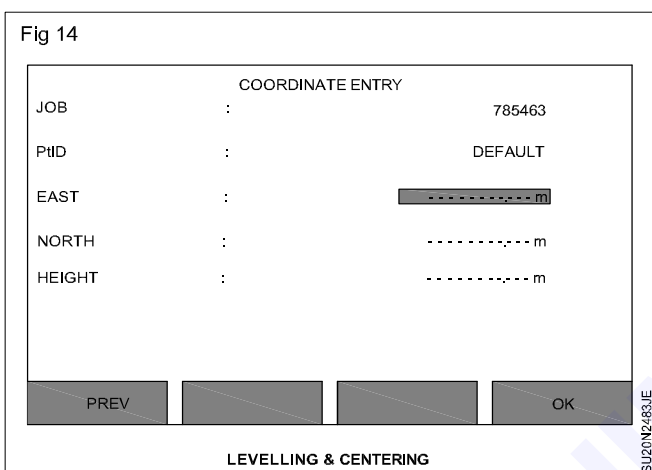 Fig 14
COORDINATE ENTRY
JOB : 785463
PtID : DEFAULT
EAST : - - - - - - - - -.- - - m
NORTH : - - - - - - - - -.- - - m
HEIGHT : - - - - - - - - -.- - - m
PREV OK
LEVELLING & CENTERING
SU20N2483JE